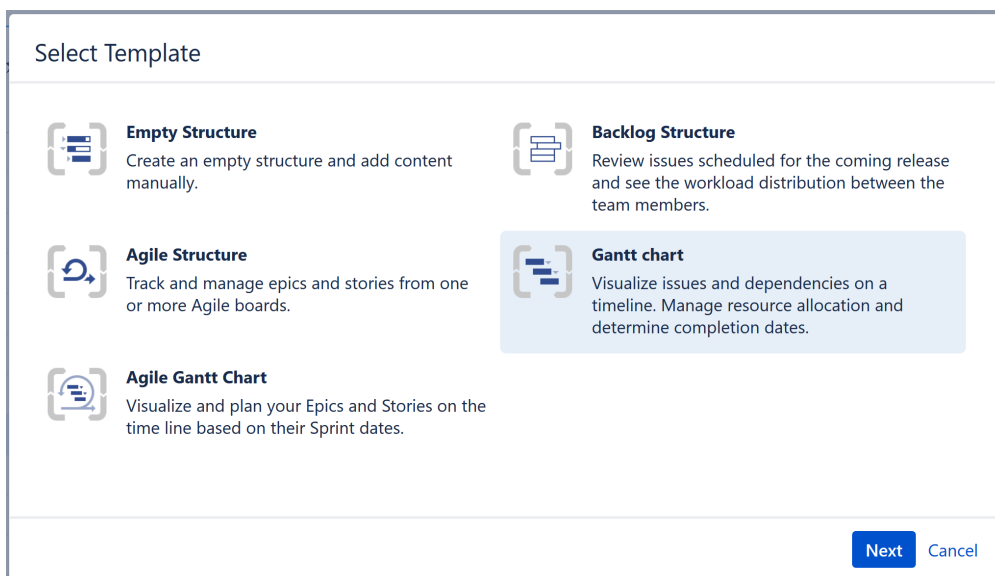 Select Template
Empty Structure
Create an empty structure and add content
manually.
Backlog Structure
Review issues scheduled for the coming release
and see the workload distribution between the
team members.
Agile Structure
Track and manage epics and stories from one
or more Agile boards.
Gantt chart
Visualize issues and dependencies on a
timeline. Manage resource allocation and
determine completion dates.
Agile Gantt Chart
Visualize and plan your Epics and Stories on the
time line based on their Sprint dates.
Next
Cancel